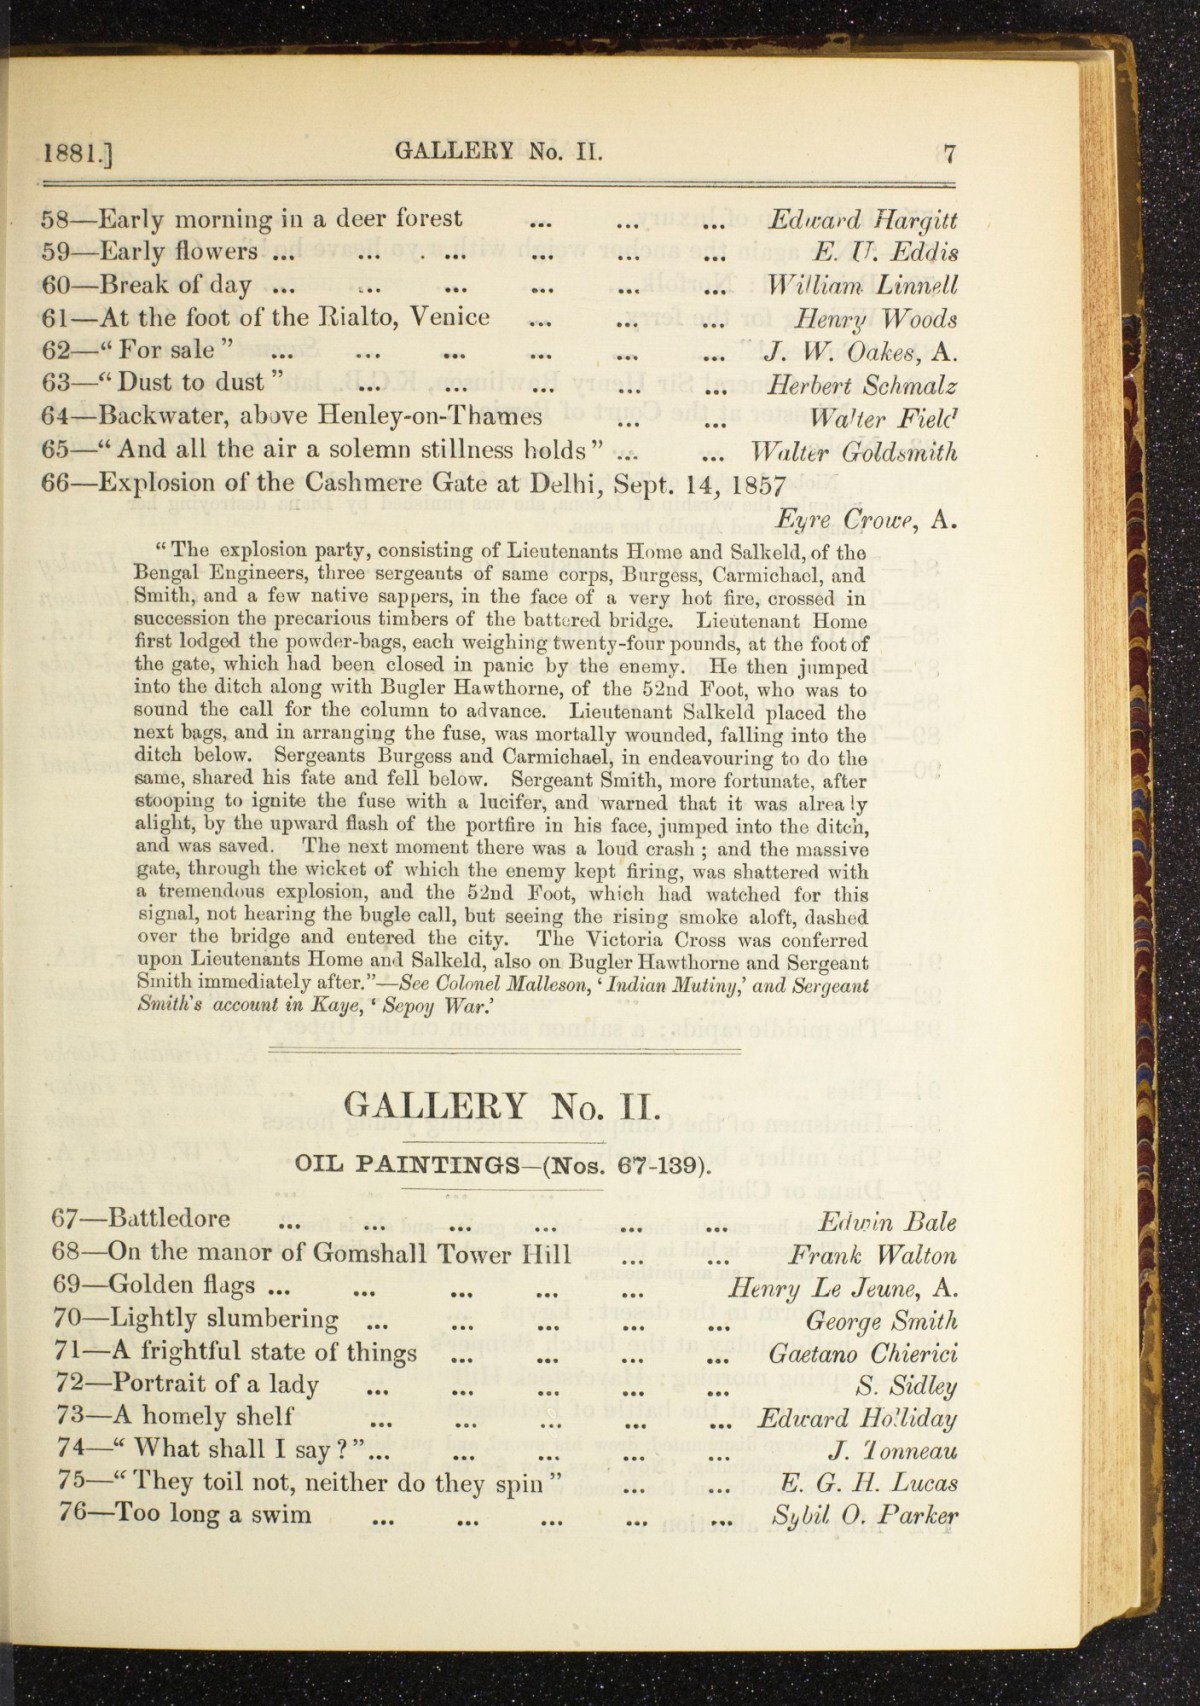 1881.] GALLERY No. II. 7
58—Early morning in a deer forest ... ... ... Edward Hargitt
59—Early flowers ... ... ... ... ... ... E. U. Eddis
60—Break of day ... ... ... ... ... ... William Linnell
61—At the foot of the Rialto, Venice ... ... ... Henry Woods
62—“For sale” ... ... ... ... ... ... J. W. Oakes, A.
63—“Dust to dust” ... ... ... ... ... Herbert Schmalz
64—Backwater, above Henley-on-Thames ... ... Walter Field
65—“And all the air a solemn stillness holds” ... ... Walter Goldsmith
66—Explosion of the Cashmere Gate at Delhi, Sept. 14, 1857
Eyre Crowe, A.
“The explosion party, consisting of Lieutenants Home and Salkeld, of the
Bengal Engineers, three sergeants of same corps, Burgess, Carmichael, and
Smith, and a few native sappers, in the face of a very hot fire, crossed in
succession the precarious timbers of the battered bridge. Lieutenant Home
first lodged the powder-bags, each weighing twenty-four pounds, at the foot of
the gate, which had been closed in panic by the enemy. He then jumped
into the ditch along with Bugler Hawthorne, of the 52nd Foot, who was to
sound the call for the column to advance. Lieutenant Salkeld placed the
next bags, and in arranging the fuse, was mortally wounded, falling into the
ditch below. Sergeants Burgess and Carmichael, in endeavouring to do the
same, shared his fate and fell below. Sergeant Smith, more fortunate, after
stooping to ignite the fuse with a lucifer, and warned that it was already
alight, by the upward flash of the portfire in his face, jumped into the ditch,
and was saved. The next moment there was a loud crash; and the massive
gate, through the wicket of which the enemy kept firing, was shattered with
a tremendous explosion, and the 52nd Foot, which had watched for this
signal, not hearing the bugle call, but seeing the rising smoke aloft, dashed
over the bridge and entered the city. The Victoria Cross was conferred
upon Lieutenants Home and Salkeld, also on Bugler Hawthorne and Sergeant
Smith immediately after.”—See Colonel Malleson, ‘Indian Mutiny,’ and Sergeant
Smith's account in Kaye, ‘Sepoy War.’
GALLERY No. II.
OIL PAINTINGS—(Nos. 67-139).
67—Battledore ... ... ... ... ... ... Edwin Bale
68—On the manor of Gomshall Tower Hill ... ... Frank Walton
69—Golden flags ... ... ... ... ... Henry Le Jeune, A.
70—Lightly slumbering ... ... ... ... ... George Smith
71—A frightful state of things ... ... ... ... Gaetano Chierici
72—Portrait of a lady ... ... ... ... ... S. Sidley
73—A homely shelf ... ... ... ... ... Edward Holliday
74—“What shall I say?”... ... ... ... ... J. Tonneau
75—“They toil not, neither do they spin” ... ... E. G. H. Lucas
76—Too long a swim ... ... ... ... ... Sybil O. Parker